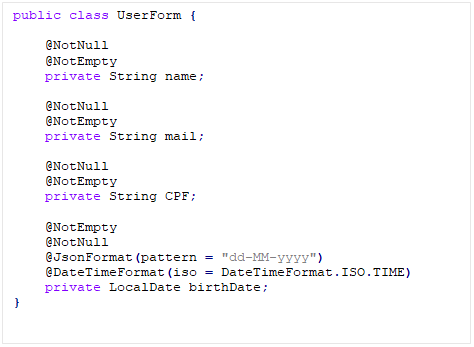 public class UserForm {
@NotNull
@NotEmpty
private String name;
@NotNull
@NotEmpty
private String mail;
@NotNull
@NotEmpty
private String CPF;
@NotEmpty
@NotNull
@JsonFormat(pattern = "dd-MM-yyyy")
@DateTimeFormat(iso = DateTimeFormat.ISO.TIME)
private LocalDate birthDate;
}